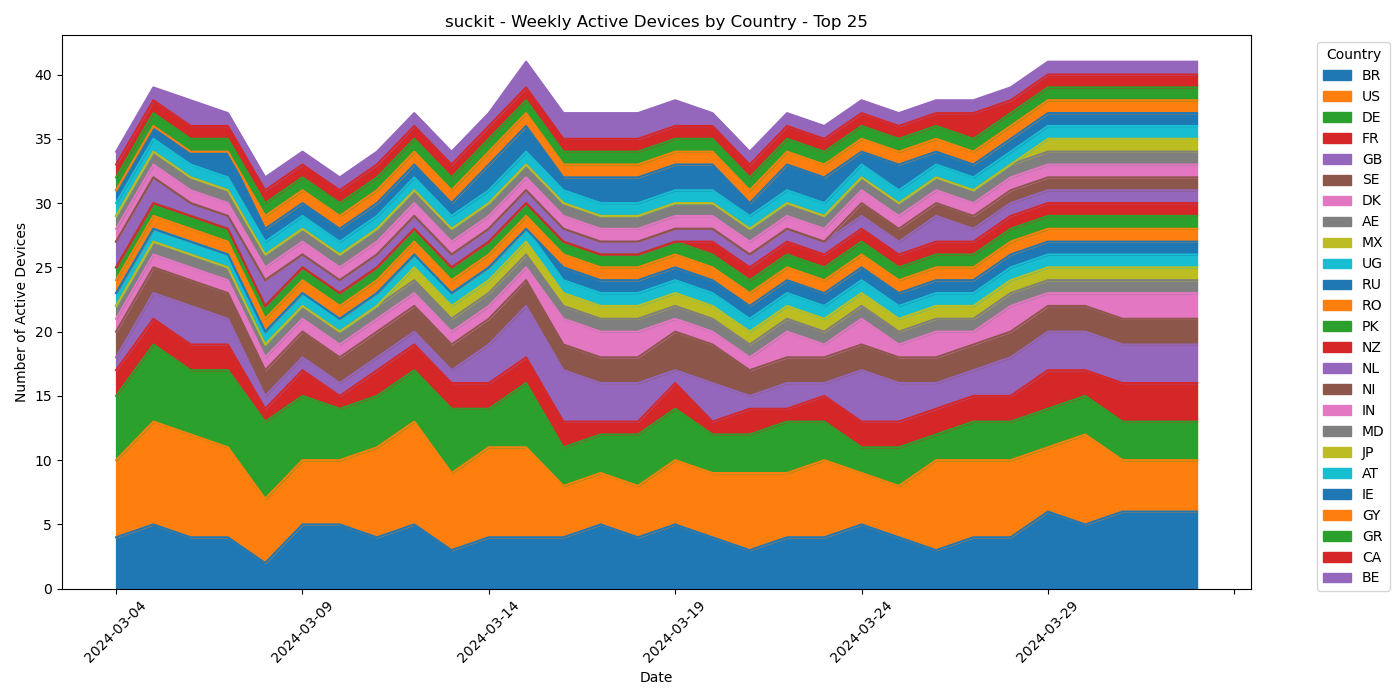 suckit - Weekly Active Devices by Country - Top 25
Number of Active Devices
40
35
30
25
20
15
10
5
0
2024-03-04
2024-03-09
2024-03-14
2024-03-19
2024-03-24
2024-03-29
Date
Country
BR
US
DE
FR
GB
SE
DK
AE
MX
UG
RU
RO
PK
NZ
NL
NI
IN
MD
JP
AT
IE
GY
GR
CA
BE